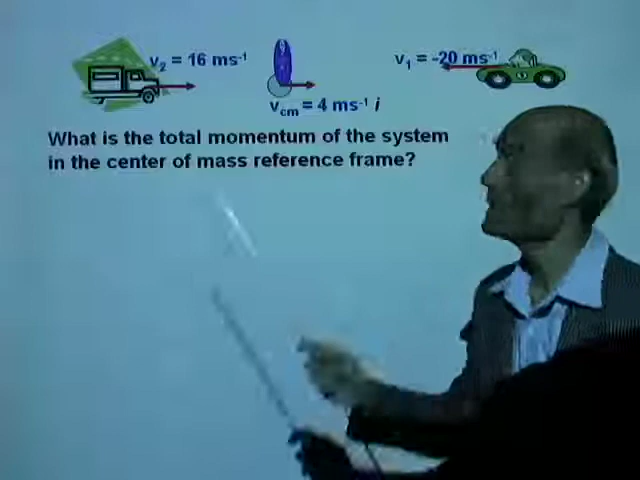 v₂ = 16 ms⁻¹
v₁ = -20 ms⁻¹
v꜀ₘ = 4 ms⁻¹ i
What is the total momentum of the system
in the center of mass reference frame?